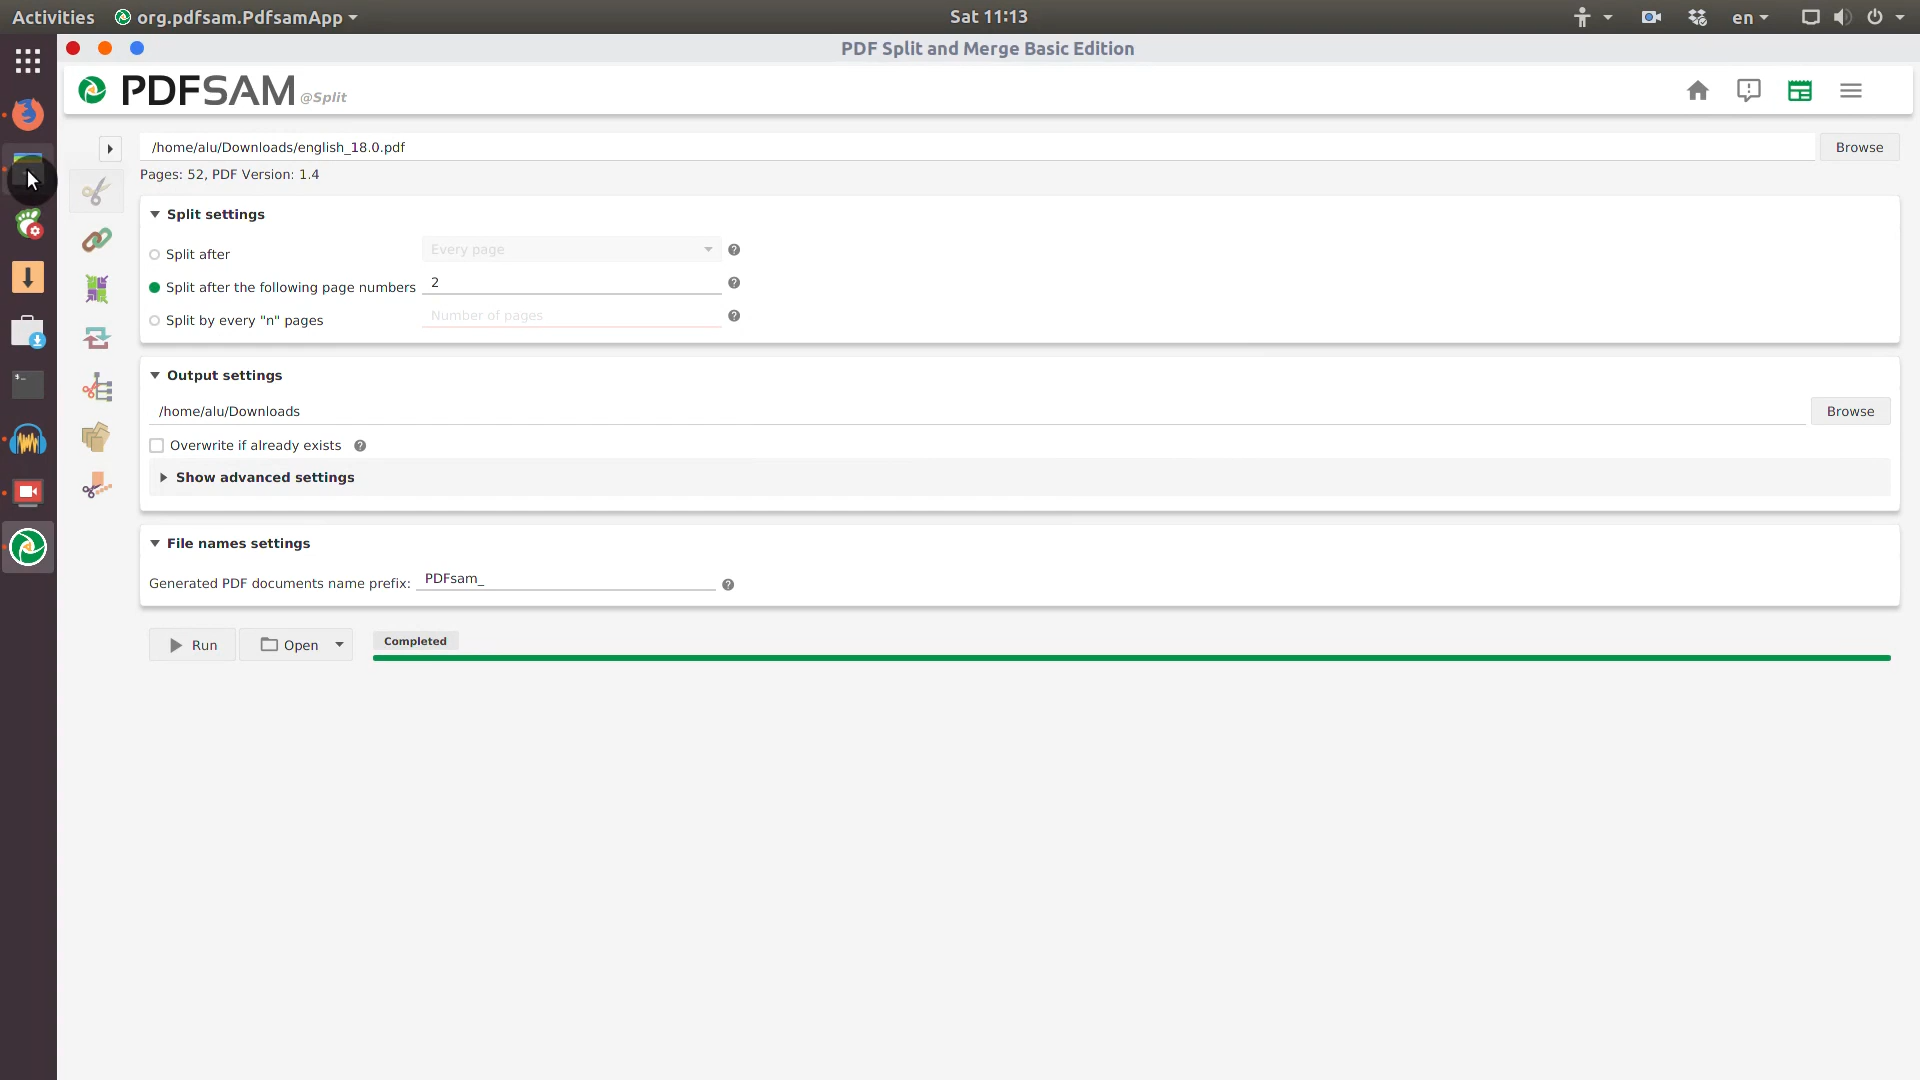 Activities org.pdfsam.PdfsamApp Sat 11:13 en
PDF Split and Merge Basic Edition
PDFSAM @Split
/home/alu/Downloads/english_18.0.pdf Browse
Pages: 52, PDF Version: 1.4
Split settings
Split after Every page
Split after the following page numbers 2
Split by every "n" pages Number of pages
Output settings
/home/alu/Downloads Browse
Overwrite if already exists
Show advanced settings
File names settings
Generated PDF documents name prefix: PDFsam_
Run Open Completed